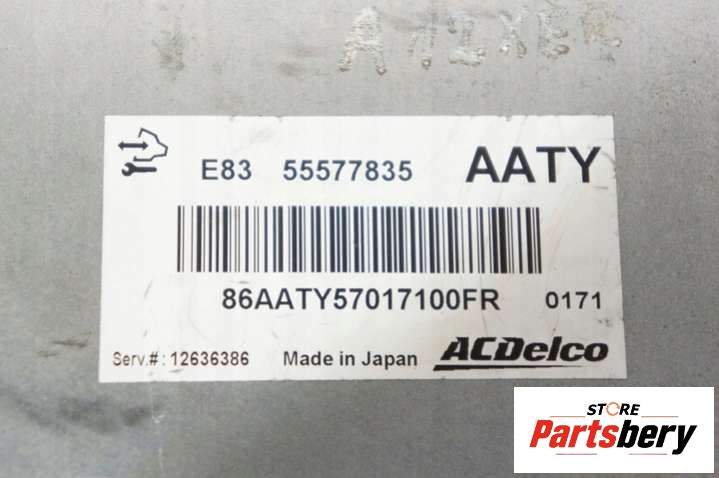 E83 55577835 AATY
86AATY57017100FR 0171
Serv.#: 12636386 Made in Japan ACDelco
STORE
Partsbery